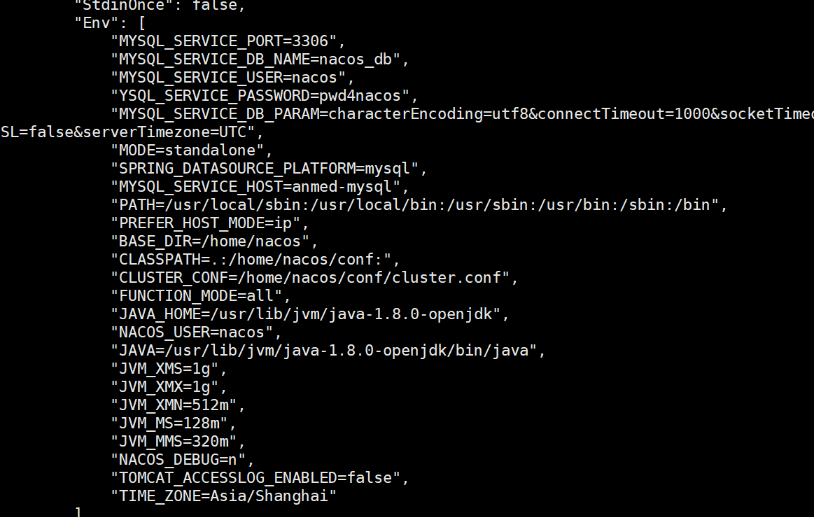 "StdinOnce": false,
"Env": [
"MYSQL_SERVICE_PORT=3306",
"MYSQL_SERVICE_DB_NAME=nacos_db",
"MYSQL_SERVICE_USER=nacos",
"YSQL_SERVICE_PASSWORD=pwd4nacos",
"MYSQL_SERVICE_DB_PARAM=characterEncoding=utf8&connectTimeout=1000&socketTimeo
SL=false&serverTimezone=UTC",
"MODE=standalone",
"SPRING_DATASOURCE_PLATFORM=mysql",
"MYSQL_SERVICE_HOST=anmed-mysql",
"PATH=/usr/local/sbin:/usr/local/bin:/usr/sbin:/usr/bin:/sbin:/bin",
"PREFER_HOST_MODE=ip",
"BASE_DIR=/home/nacos",
"CLASSPATH=.:/home/nacos/conf:",
"CLUSTER_CONF=/home/nacos/conf/cluster.conf",
"FUNCTION_MODE=all",
"JAVA_HOME=/usr/lib/jvm/java-1.8.0-openjdk",
"NACOS_USER=nacos",
"JAVA=/usr/lib/jvm/java-1.8.0-openjdk/bin/java",
"JVM_XMS=1g",
"JVM_XMX=1g",
"JVM_XMN=512m",
"JVM_MS=128m",
"JVM_MMS=320m",
"NACOS_DEBUG=n",
"TOMCAT_ACCESSLOG_ENABLED=false",
"TIME_ZONE=Asia/Shanghai"
]